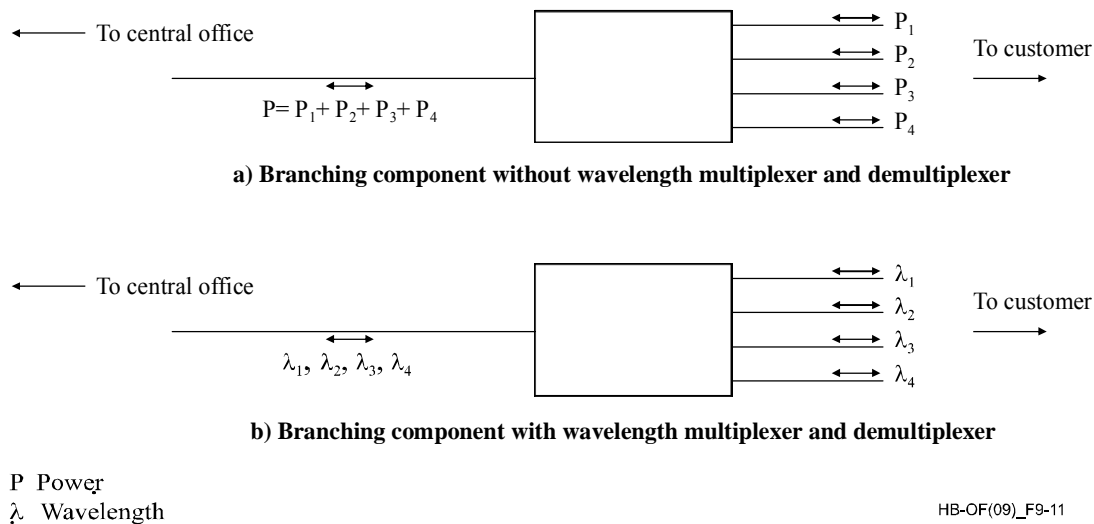 To central office
P= P₁+ P₂+ P₃+ P₄
P₁
P₂
P₃
P₄
To customer
a) Branching component without wavelength multiplexer and demultiplexer
To central office
λ₁, λ₂, λ₃, λ₄
λ₁
λ₂
λ₃
λ₄
To customer
b) Branching component with wavelength multiplexer and demultiplexer
P Power
λ Wavelength
HB-OF(09)_F9-11